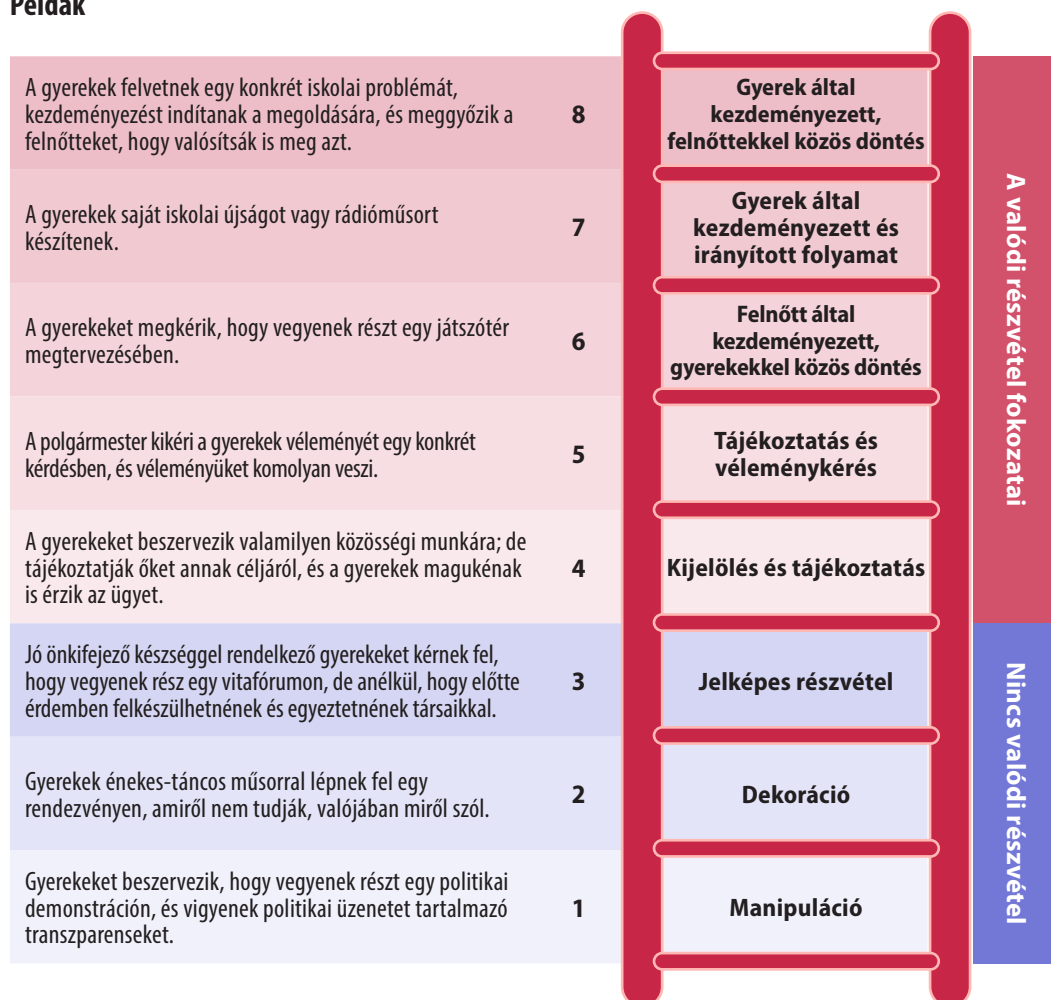 Példák
A gyerekek felvetnek egy konkrét iskolai problémát,
kezdeményezést indítanak a megoldására, és meggyőzik a
felnőtteket, hogy valósítsák is meg azt.
8
Gyerek által
kezdeményezett,
felnőttekkel közös döntés
A gyerekek saját iskolai újságot vagy rádióműsort
készítenek.
7
Gyerek által
kezdeményezett és
irányított folyamat
A gyerekeket megkérik, hogy vegyenek részt egy játszótér
megtervezésében.
6
Felnőtt által
kezdeményezett,
gyerekekkel közös döntés
A polgármester kikéri a gyerekek véleményét egy konkrét
kérdésben, és véleményüket komolyan veszi.
5
Tájékoztatás és
véleménykérés
A gyerekeket beszervezik valamilyen közösségi munkára; de
tájékoztatják őket annak céljáról, és a gyerekek magukénak
is érzik az ügyet.
4
Kijelölés és tájékoztatás
A valódi részvétel fokozatai
Jó önkifejező készséggel rendelkező gyerekeket kérnek fel,
hogy vegyenek rész egy vitafórumon, de anélkül, hogy előtte
érdemben felkészülhetnének és egyeztetnének társaikkal.
3
Jelképes részvétel
Gyerekek énekes-táncos műsorral lépnek fel egy
rendezvényen, amiről nem tudják, valójában miről szól.
2
Dekoráció
Gyerekeket beszervezik, hogy vegyenek részt egy politikai
demonstráción, és vigyenek politikai üzenetet tartalmazó
transzparenseket.
1
Manipuláció
Nincs valódi részvétel